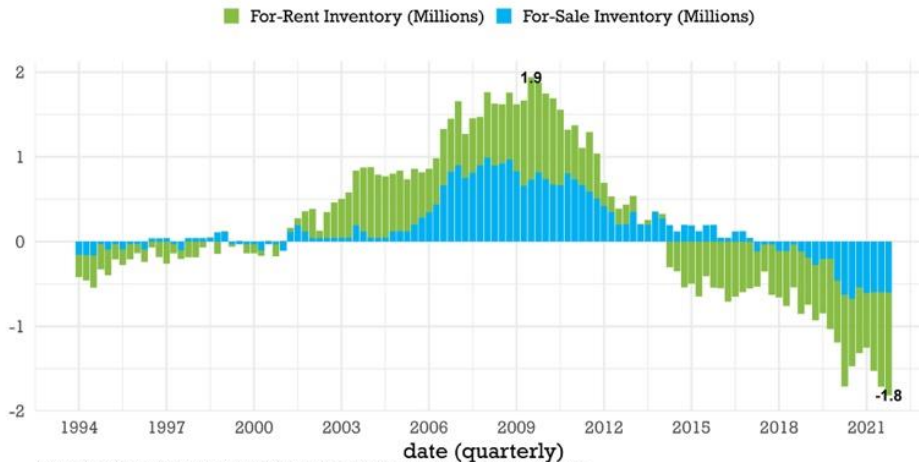 For-Rent Inventory (Millions) For-Sale Inventory (Millions)
2
1.9
1
0
-1
-1.8
-2
1994 1997 2000 2003 2006 2009 2012 2015 2018 2021
date (quarterly)